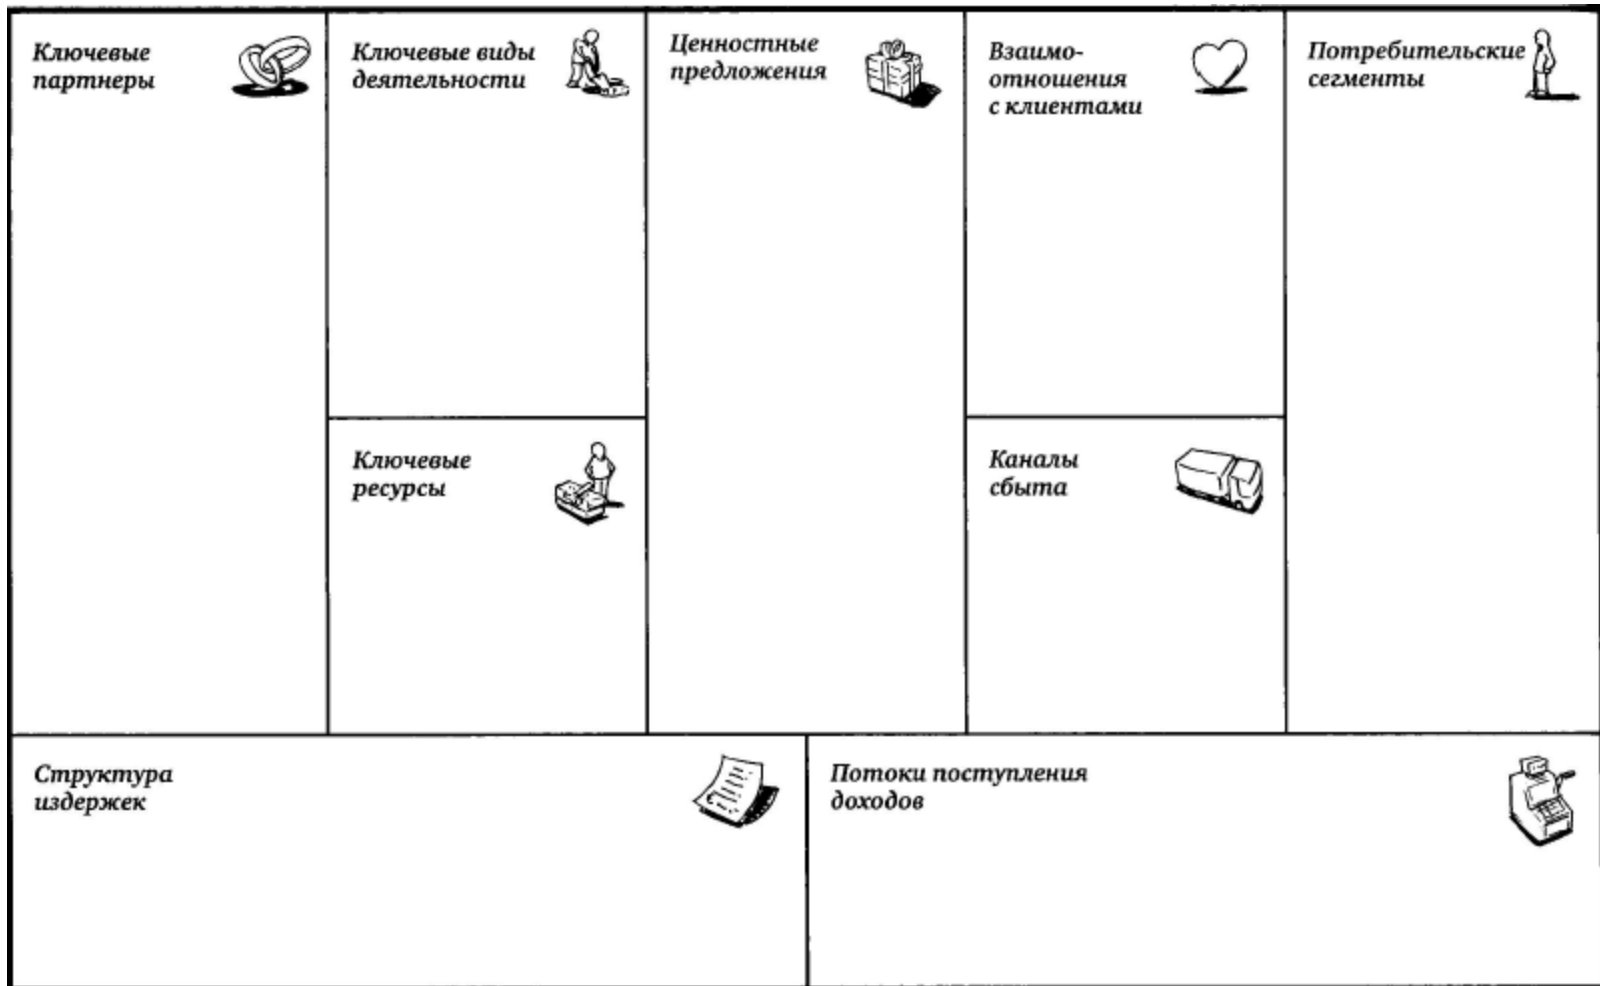 Ключевые
партнеры
Ключевые виды
деятельности
Ключевые
ресурсы
Ценностные
предложения
Взаимо-
отношения
с клиентами
Каналы
сбыта
Потребительские
сегменты
Структура
издержек
Потоки поступления
доходов